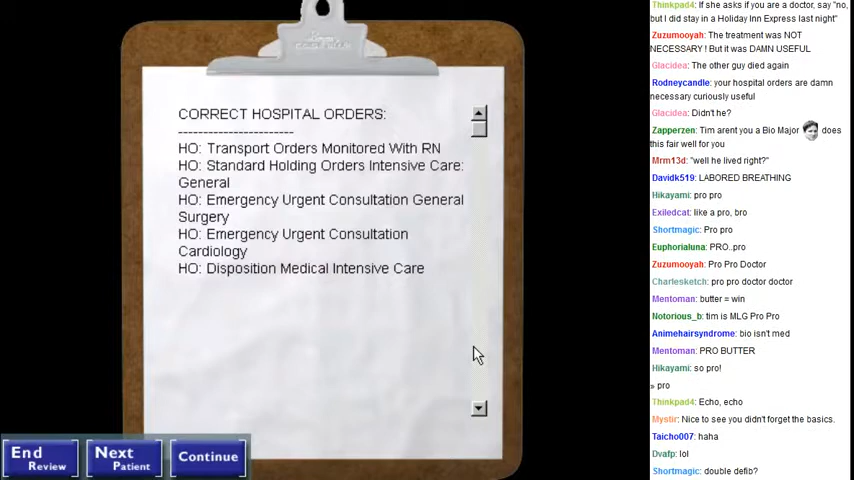 CORRECT HOSPITAL ORDERS:
-----------------------
HO: Transport Orders Monitored With RN
HO: Standard Holding Orders Intensive Care:
General
HO: Emergency Urgent Consultation General
Surgery
HO: Emergency Urgent Consultation
Cardiology
HO: Disposition Medical Intensive Care
End
Review
Next
Patient
Continue
Thinkpad4: If she asks if you are a doctor, say "no,
but I did stay in a Holiday Inn Express last night"
Zuzumooyah: The treatment was NOT
NECESSARY ! But it was DAMN USEFUL
Glacidea: The other guy died again
Rodneycandle: your hospital orders are damn
necessary curiously useful
Glacidea: Didn't he?
Zapperzen: Tim arent you a Bio Major does
this fair well for you
Mrm13d: "well he lived right?"
Davidk519: LABORED BREATHING
Hikayami: pro pro
Exiledcat: like a pro, bro
Shortmagic: Pro pro
Euphorialuna: PRO..pro
Zuzumooyah: Pro Pro Doctor
Charlesketch: pro pro doctor doctor
Mentoman: butter = win
Notorious_b: tim is MLG Pro Pro
Animehairsyndrome: bio isn't med
Mentoman: PRO BUTTER
Hikayami: so pro!
» pro
Thinkpad4: Echo, echo
Mystir: Nice to see you didn't forget the basics.
Taicho007: haha
Dvafp: lol
Shortmagic: double defib?